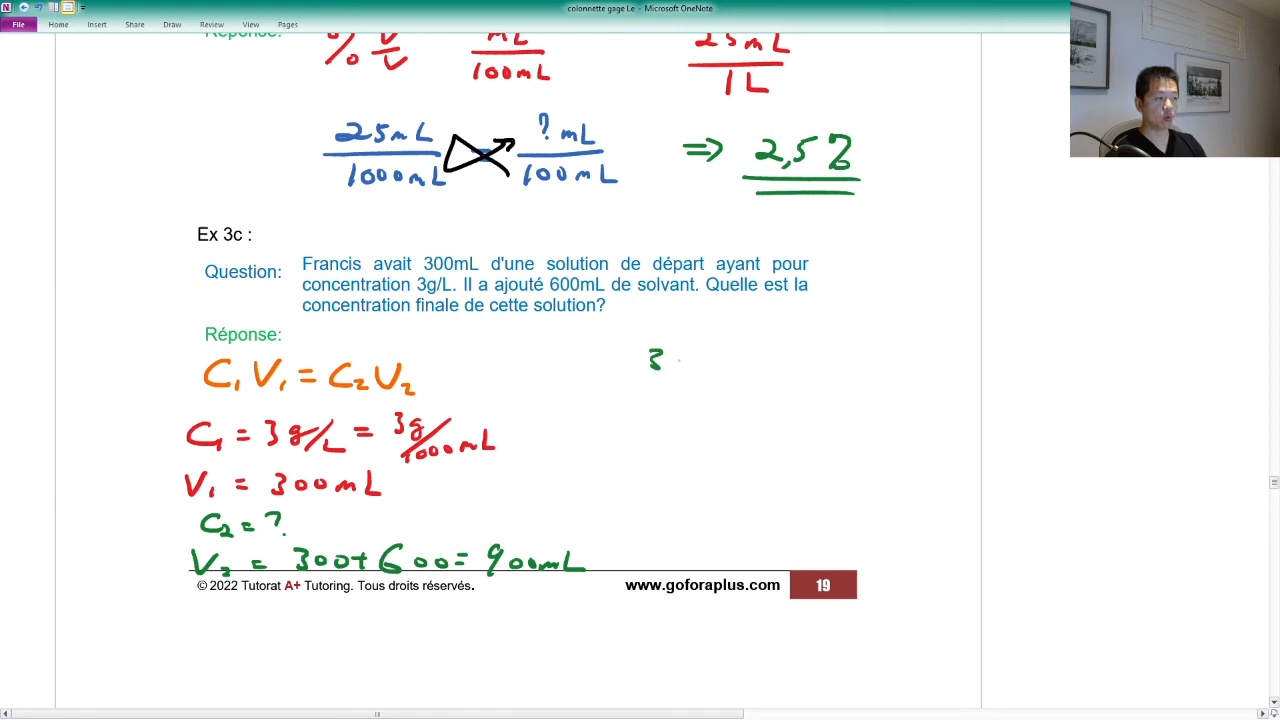 colonnette gage Le - Microsoft OneNote
File Home Insert Share Draw Review View Pages
Réponse:
% V/V mL/100mL 25mL/1L
25mL/1000mL = ? mL/100mL ⇒ 2,5%
Ex 3c :
Question: Francis avait 300mL d'une solution de départ ayant pour
concentration 3g/L. Il a ajouté 600mL de solvant. Quelle est la
concentration finale de cette solution?
Réponse:
3
C₁V₁ = C₂V₂
C₁ = 3g/L = 3g/1000mL
V₁ = 300mL
C₂ = ?
V₂ = 300+600= 900mL
© 2022 Tutorat A+ Tutoring. Tous droits réservés. www.goforaplus.com 19